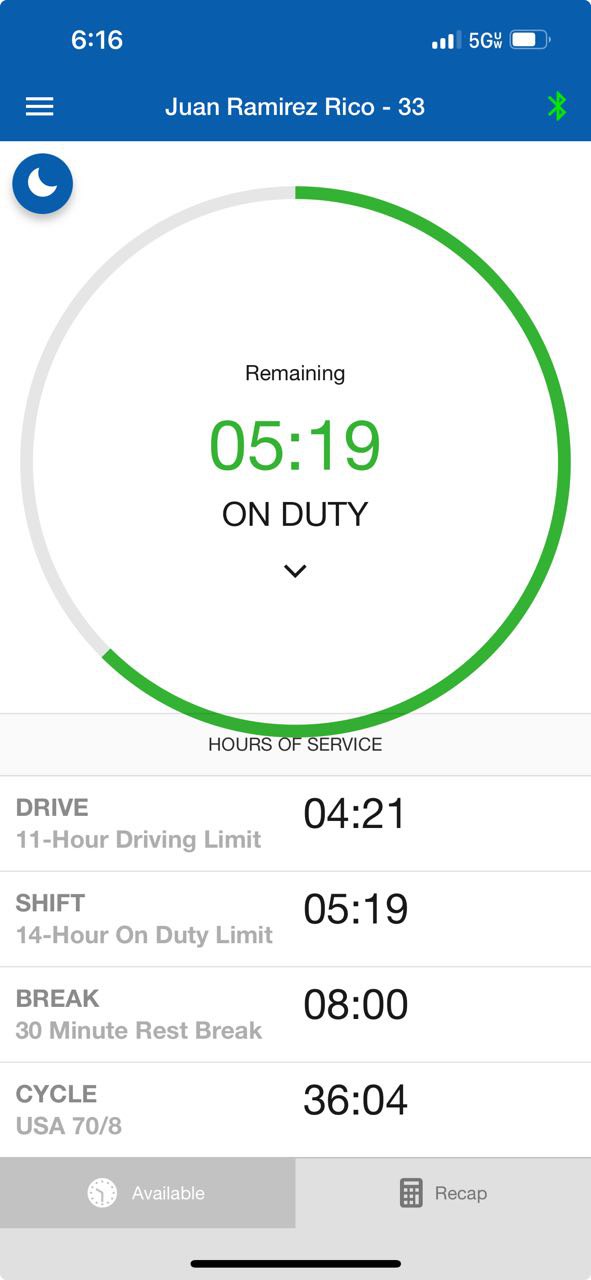 6:16
5GUW
Juan Ramirez Rico - 33
Remaining
05:19
ON DUTY
HOURS OF SERVICE
DRIVE
04:21
11-Hour Driving Limit
SHIFT
05:19
14-Hour On Duty Limit
BREAK
08:00
30 Minute Rest Break
CYCLE
36:04
USA 70/8
Available
Recap